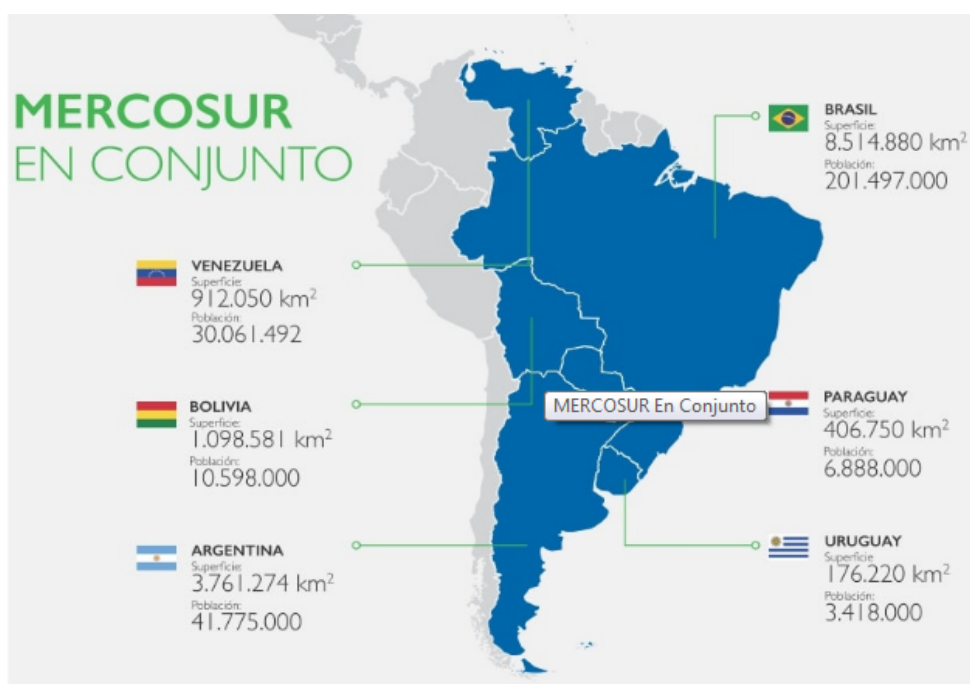 MERCOSUR
EN CONJUNTO
VENEZUELA
Superficie:
912.050 km²
Población:
30.061.492
BOLIVIA
Superficie:
1.098.581 km²
Población:
10.598.000
ARGENTINA
Superficie:
3.761.274 km²
Población:
41.775.000
BRASIL
Superficie:
8.514.880 km²
Población:
201.497.000
MERCOSUR En Conjunto
PARAGUAY
Superficie:
406.750 km²
Población:
6.888.000
URUGUAY
Superficie
176.220 km²
Población:
3.418.000